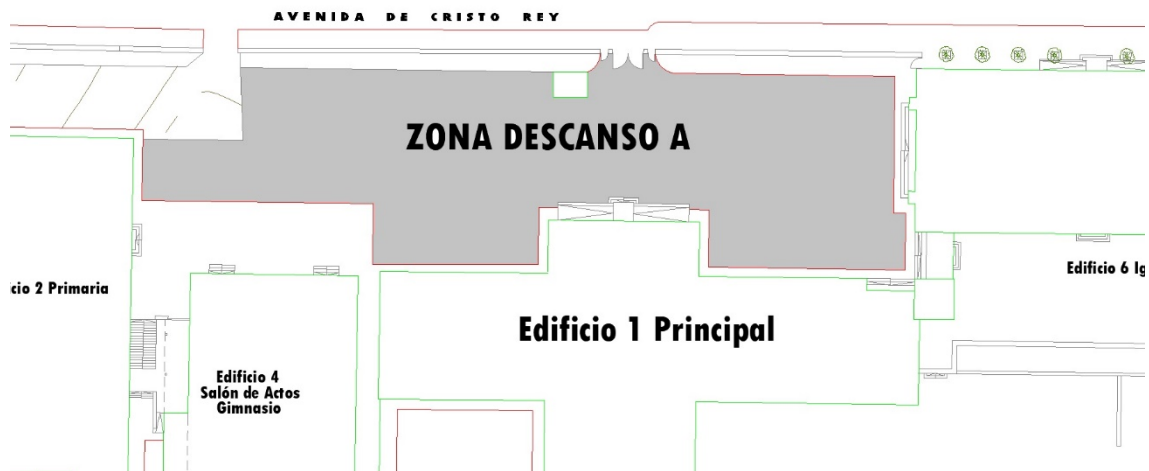 AVENIDA DE CRISTO REY
ZONA DESCANSO A
icio 2 Primaria
Edificio 6 Ig
Edificio 1 Principal
Edificio 4
Salón de Actos
Gimnasio